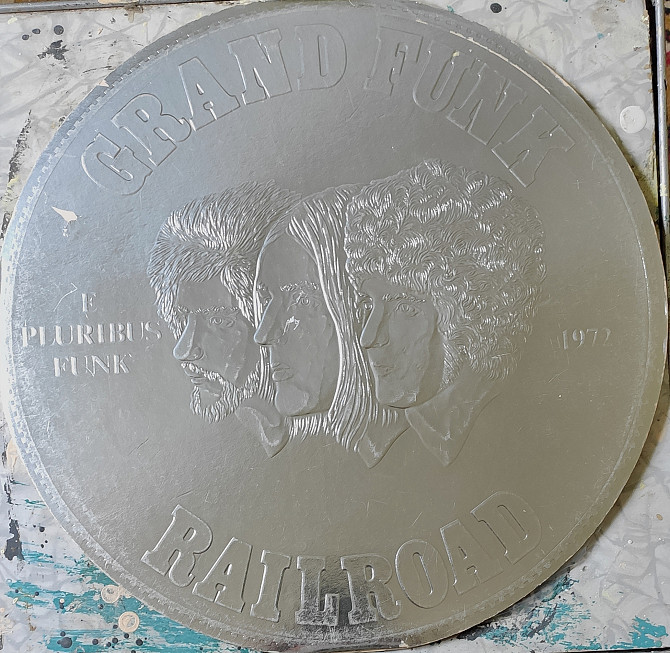 GRAND FUNK
E
PLURIBUS
FUNK
1972
RAILROAD